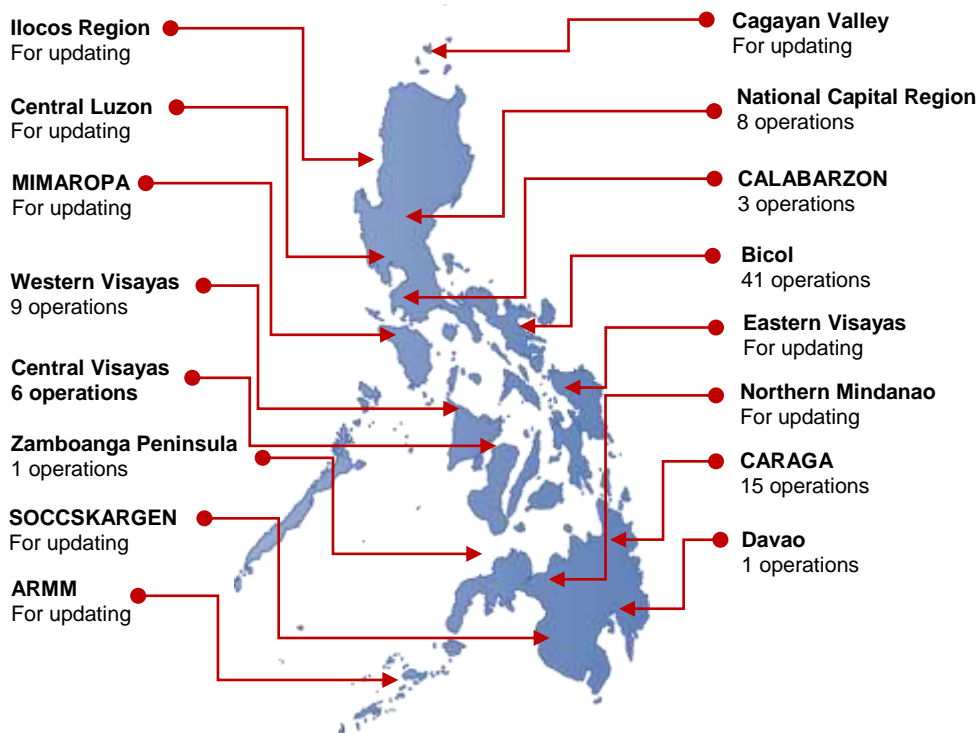 Ilocos Region
For updating
Central Luzon
For updating
MIMAROPA
For updating
Western Visayas
9 operations
Central Visayas
6 operations
Zamboanga Peninsula
1 operations
SOCCSKARGEN
For updating
ARMM
For updating
Cagayan Valley
For updating
National Capital Region
8 operations
CALABARZON
3 operations
Bicol
41 operations
Eastern Visayas
For updating
Northern Mindanao
For updating
CARAGA
15 operations
Davao
1 operations